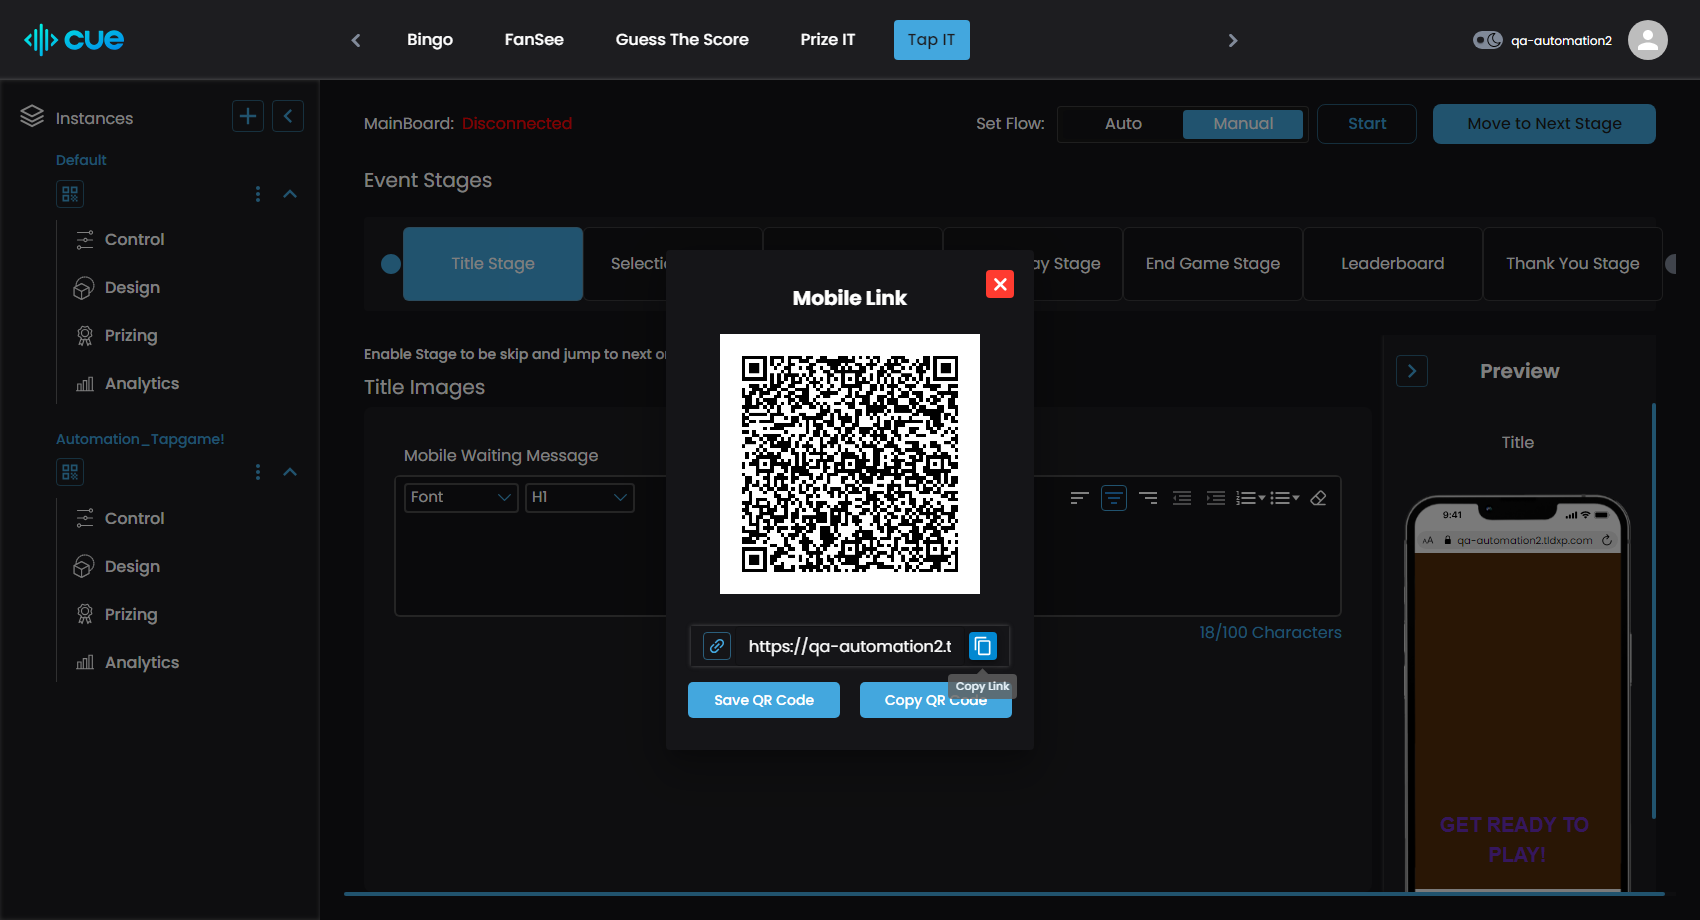 cue
Bingo
FanSee
Guess The Score
Prize IT
Tap IT
qa-automation2
Instances
Default
Control
Design
Prizing
Analytics
Automation_Tapgame!
Control
Design
Prizing
Analytics
MainBoard: Disconnected
Set Flow:
Auto
Manual
Start
Move to Next Stage
Event Stages
Title Stage
ay Stage
End Game Stage
Leaderboard
Thank You Stage
Enable Stage to be skip and jump to next
Title Images
Mobile Waiting Message
Font
H1
18/100 Characters
Mobile Link
https://qa-automation2.t
Copy Link
Save QR Code
Copy QR Code
Preview
Title
9:41
AA
qa-automation2.tldxp.com
GET READY TO
PLAY!